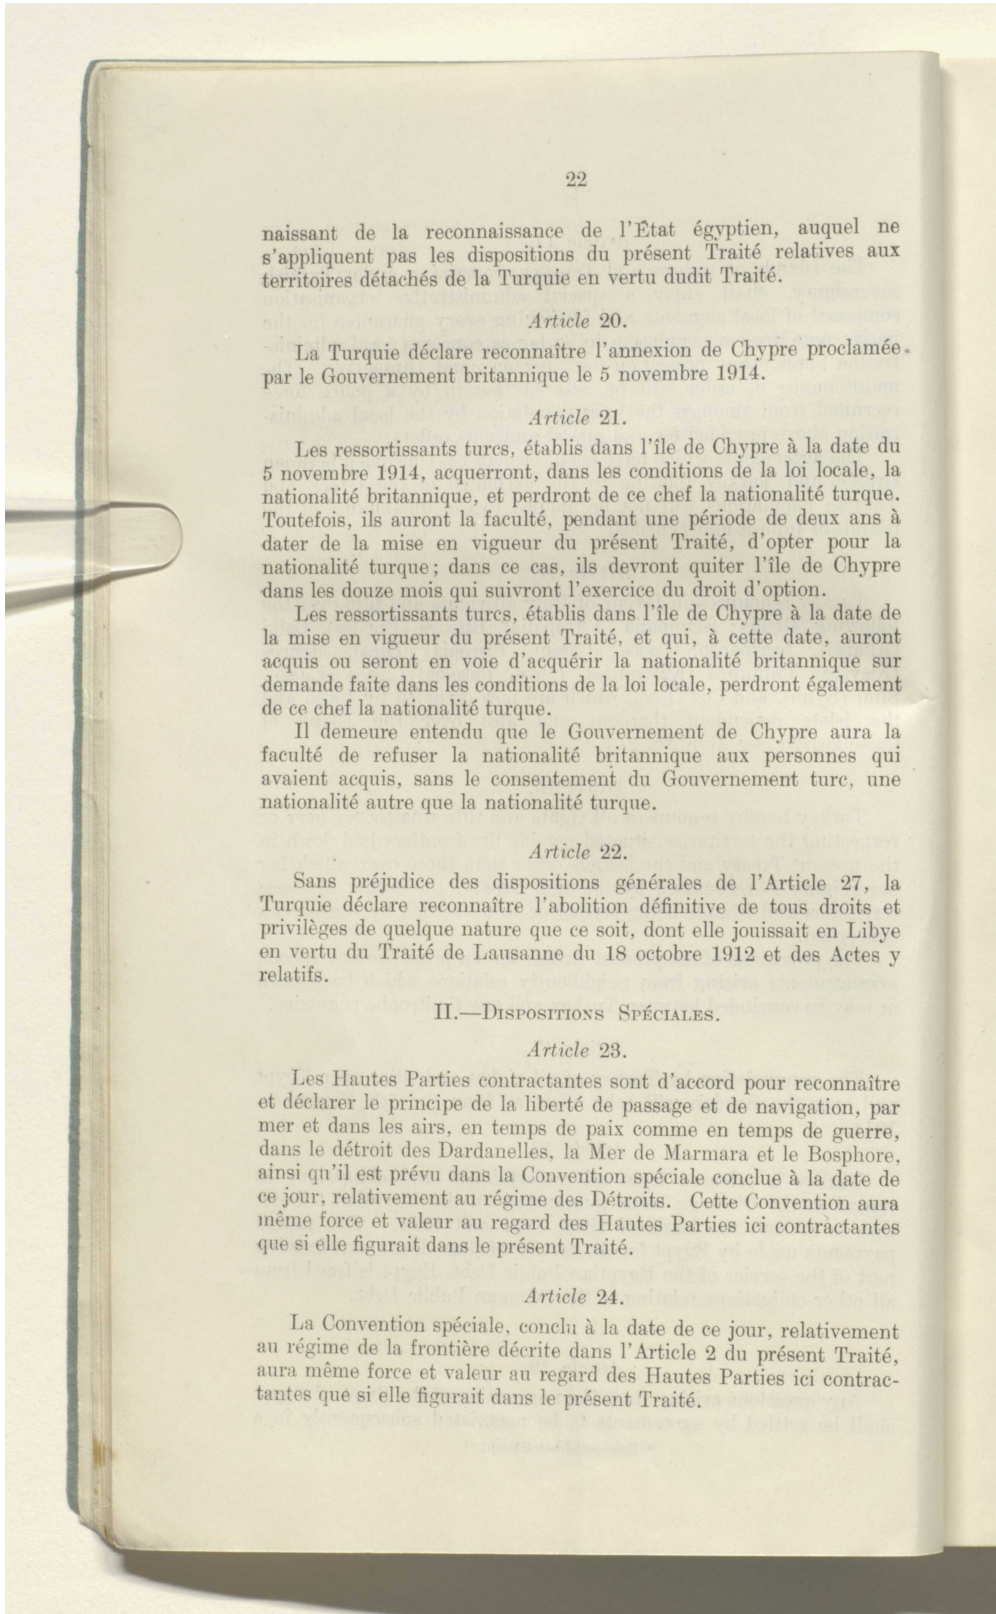 22
naissant de la reconnaissance de l'État égyptien, auquel ne
s'appliquent pas les dispositions du présent Traité relatives aux
territoires détachés de la Turquie en vertu dudit Traité.
Article 20.
La Turquie déclare reconnaître l'annexion de Chypre proclamée
par le Gouvernement britannique le 5 novembre 1914.
Article 21.
Les ressortissants turcs, établis dans l'île de Chypre à la date du
5 novembre 1914, acquerront, dans les conditions de la loi locale, la
nationalité britannique, et perdront de ce chef la nationalité turque.
Toutefois, ils auront la faculté, pendant une période de deux ans à
dater de la mise en vigueur du présent Traité, d'opter pour la
nationalité turque; dans ce cas, ils devront quiter l'île de Chypre
dans les douze mois qui suivront l'exercice du droit d'option.
Les ressortissants turcs, établis dans l'île de Chypre à la date de
la mise en vigueur du présent Traité, et qui, à cette date, auront
acquis ou seront en voie d'acquérir la nationalité britannique sur
demande faite dans les conditions de la loi locale, perdront également
de ce chef la nationalité turque.
Il demeure entendu que le Gouvernement de Chypre aura la
faculté de refuser la nationalité britannique aux personnes qui
avaient acquis, sans le consentement du Gouvernement turc, une
nationalité autre que la nationalité turque.
Article 22.
Sans préjudice des dispositions générales de l'Article 27, la
Turquie déclare reconnaître l'abolition définitive de tous droits et
privilèges de quelque nature que ce soit, dont elle jouissait en Libye
en vertu du Traité de Lausanne du 18 octobre 1912 et des Actes y
relatifs.
II.—DISPOSITIONS SPÉCIALES.
Article 23.
Les Hautes Parties contractantes sont d'accord pour reconnaître
et déclarer le principe de la liberté de passage et de navigation, par
mer et dans les airs, en temps de paix comme en temps de guerre,
dans le détroit des Dardanelles, la Mer de Marmara et le Bosphore,
ainsi qu'il est prévu dans la Convention spéciale conclue à la date de
ce jour, relativement au régime des Détroits. Cette Convention aura
même force et valeur au regard des Hautes Parties ici contractantes
que si elle figurait dans le présent Traité.
Article 24.
La Convention spéciale, conclu à la date de ce jour, relativement
au régime de la frontière décrite dans l'Article 2 du présent Traité,
aura même force et valeur au regard des Hautes Parties ici contrac-
tantes que si elle figurait dans le présent Traité.